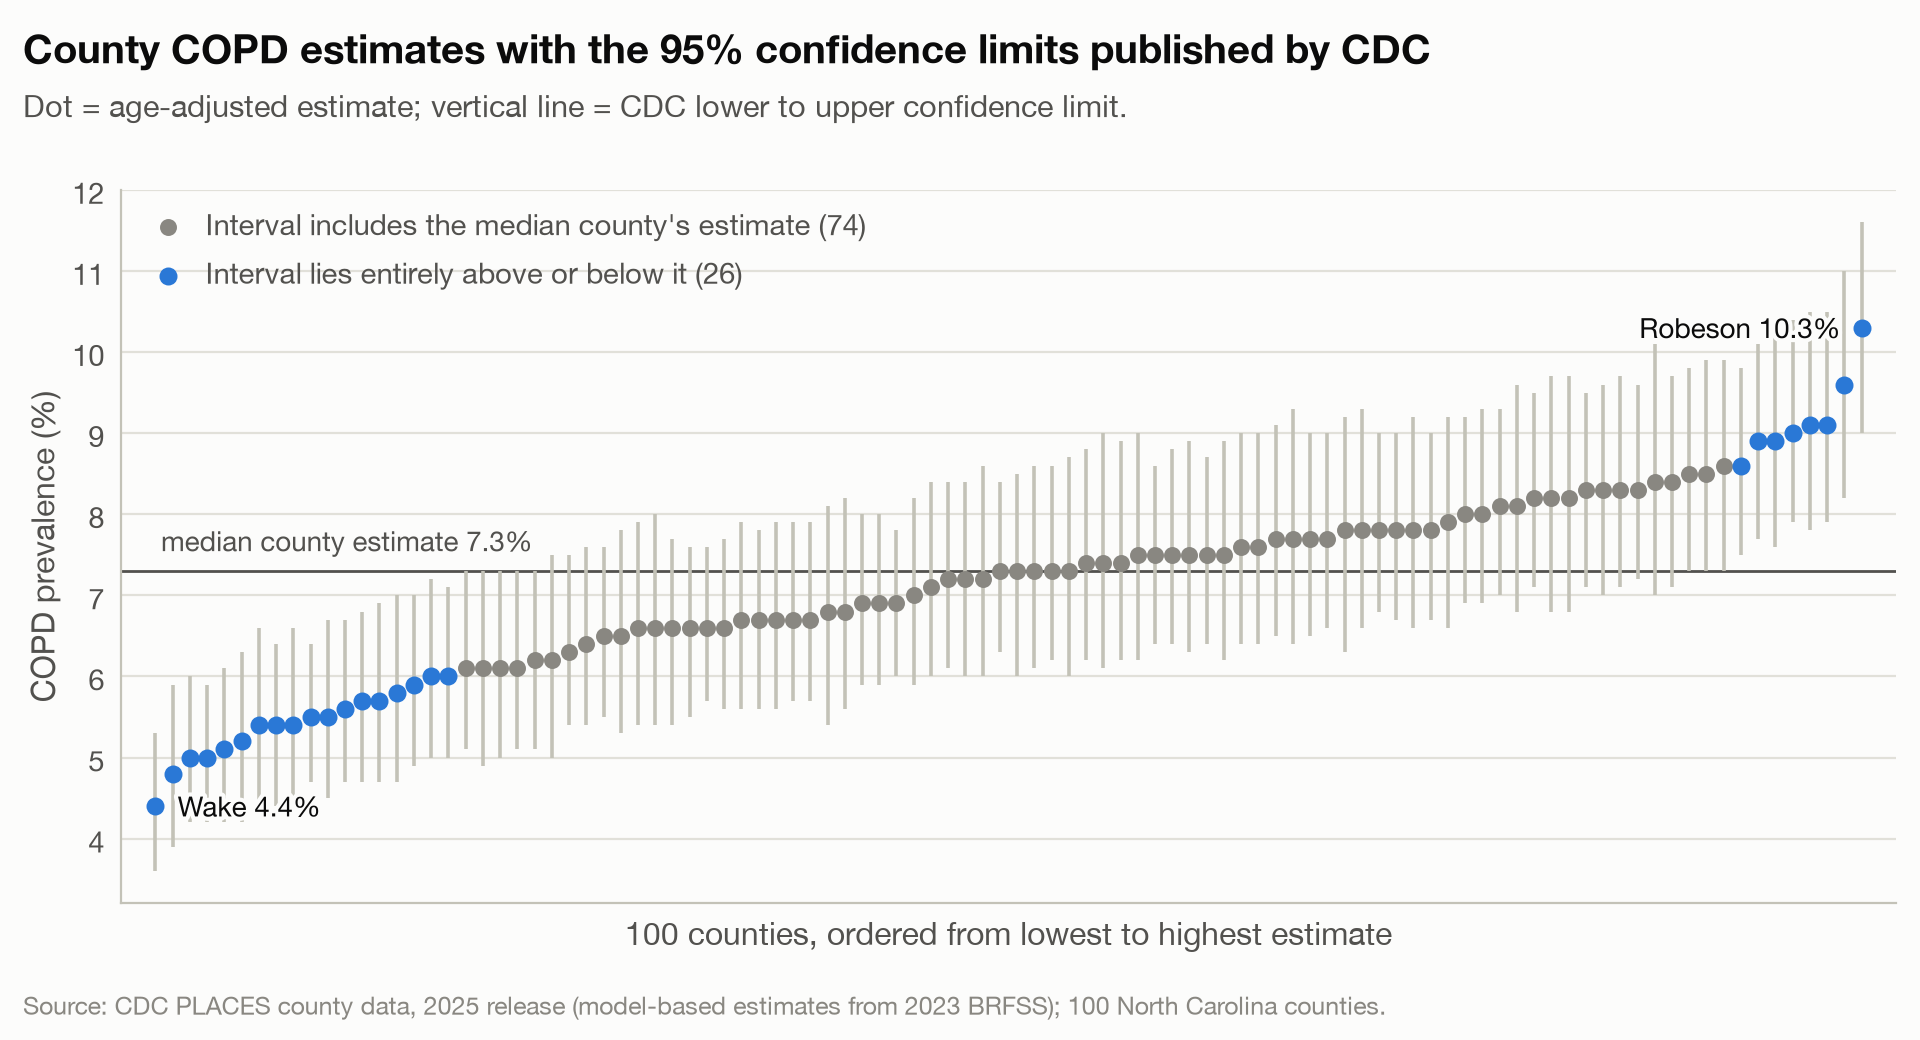 County COPD estimates with the 95% confidence limits published by CDC
Dot = age-adjusted estimate; vertical line = CDC lower to upper confidence limit.
12
Interval includes the median county's estimate (74)
11
Interval lies entirely above or below it (26)
Robeson 10.3%
10
9
8
median county estimate 7.3%
7
6
5
Wake 4.4%
4
COPD prevalence (%)
100 counties, ordered from lowest to highest estimate
Source: CDC PLACES county data, 2025 release (model-based estimates from 2023 BRFSS); 100 North Carolina counties.